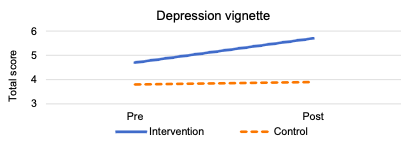 Depression vignette
6
5
4
3
Total score
Pre Post
Intervention Control